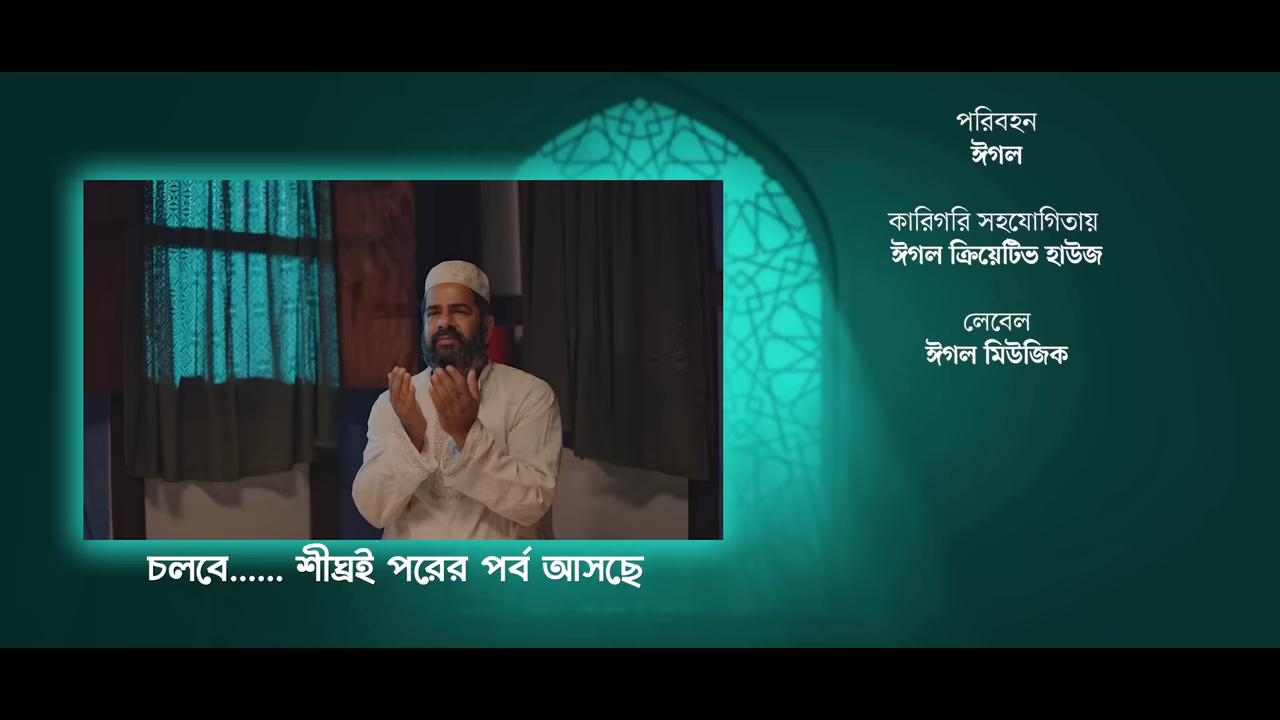 পরিবহন
ঈগল
কারিগরি সহযোগিতায়
ঈগল ক্রিয়েটিভ হাউজ
লেবেল
ঈগল মিউজিক
চলবে...... শীঘ্রই পরের পর্ব আসছে